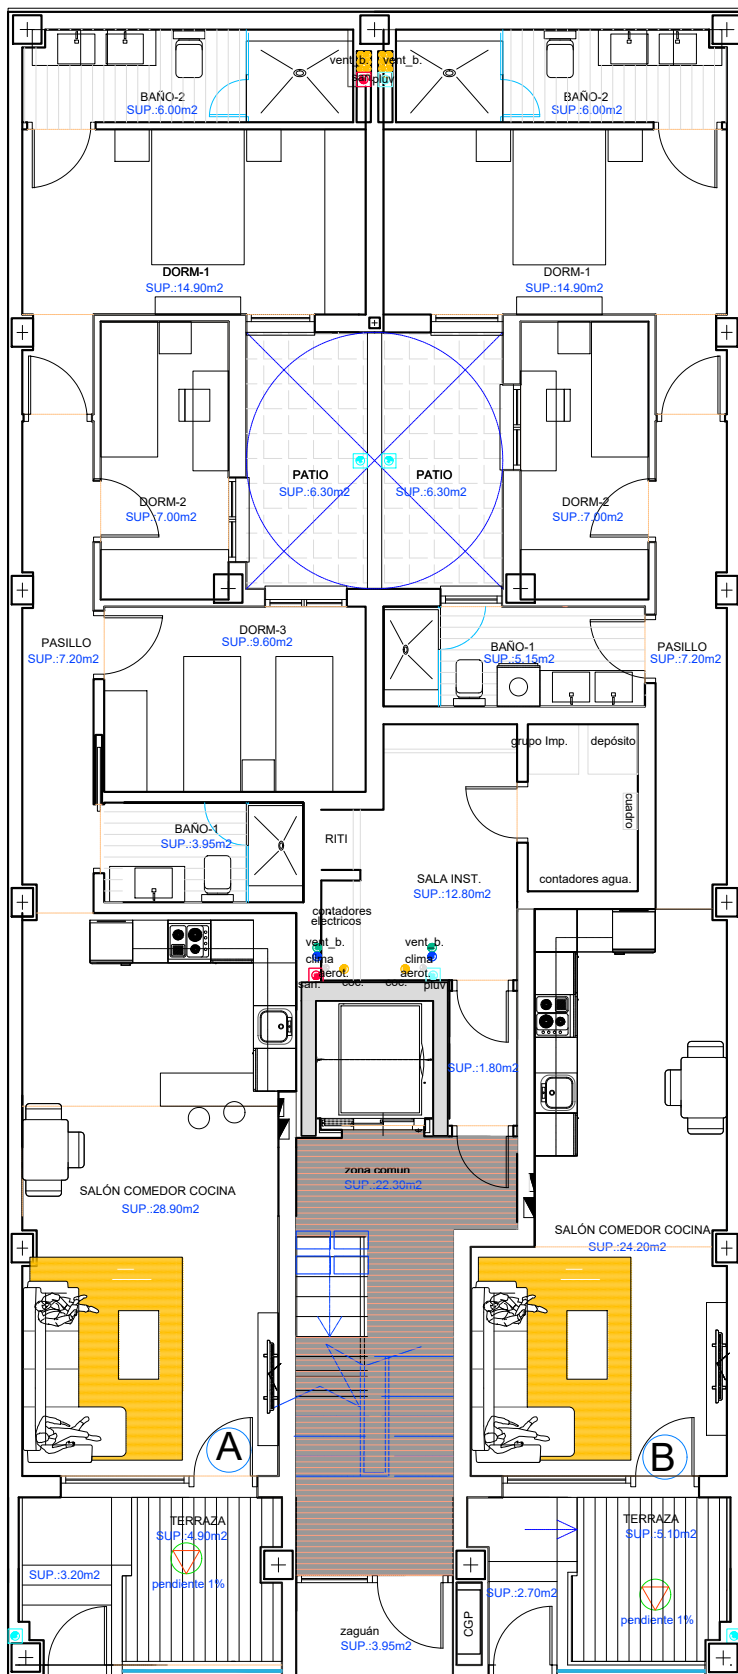 vent_b.
vent_b.
san.
pluv
BAÑO-2
SUP.:6.00m2
BAÑO-2
SUP.:6.00m2
DORM-1
SUP.:14.90m2
DORM-1
SUP.:14.90m2
PATIO
SUP.:6.30m2
PATIO
SUP.:6.30m2
DORM-2
SUP.:7.00m2
DORM-2
SUP.:7.00m2
DORM-3
SUP.:9.60m2
PASILLO
SUP.:7.20m2
BAÑO-1
SUP.:5.15m2
PASILLO
SUP.:7.20m2
grupo Imp.
depósito
cuadro
contadores agua.
BAÑO-1
SUP.:3.95m2
RITI
SALA INST.
SUP.:12.80m2
contadores
electricos
vent_b.
clima
aerot.
san.
coc.
vent_b.
clima
aerot.
coc.
pluv
SUP.:1.80m2
zona comun
SUP.:22.30m2
SALÓN COMEDOR COCINA
SUP.:28.90m2
SALÓN COMEDOR COCINA
SUP.:24.20m2
A
B
TERRAZA
SUP.:4.90m2
pendiente 1%
SUP.:3.20m2
TERRAZA
SUP.:5.10m2
pendiente 1%
SUP.:2.70m2
zaguán
SUP.:3.95m2
CGP